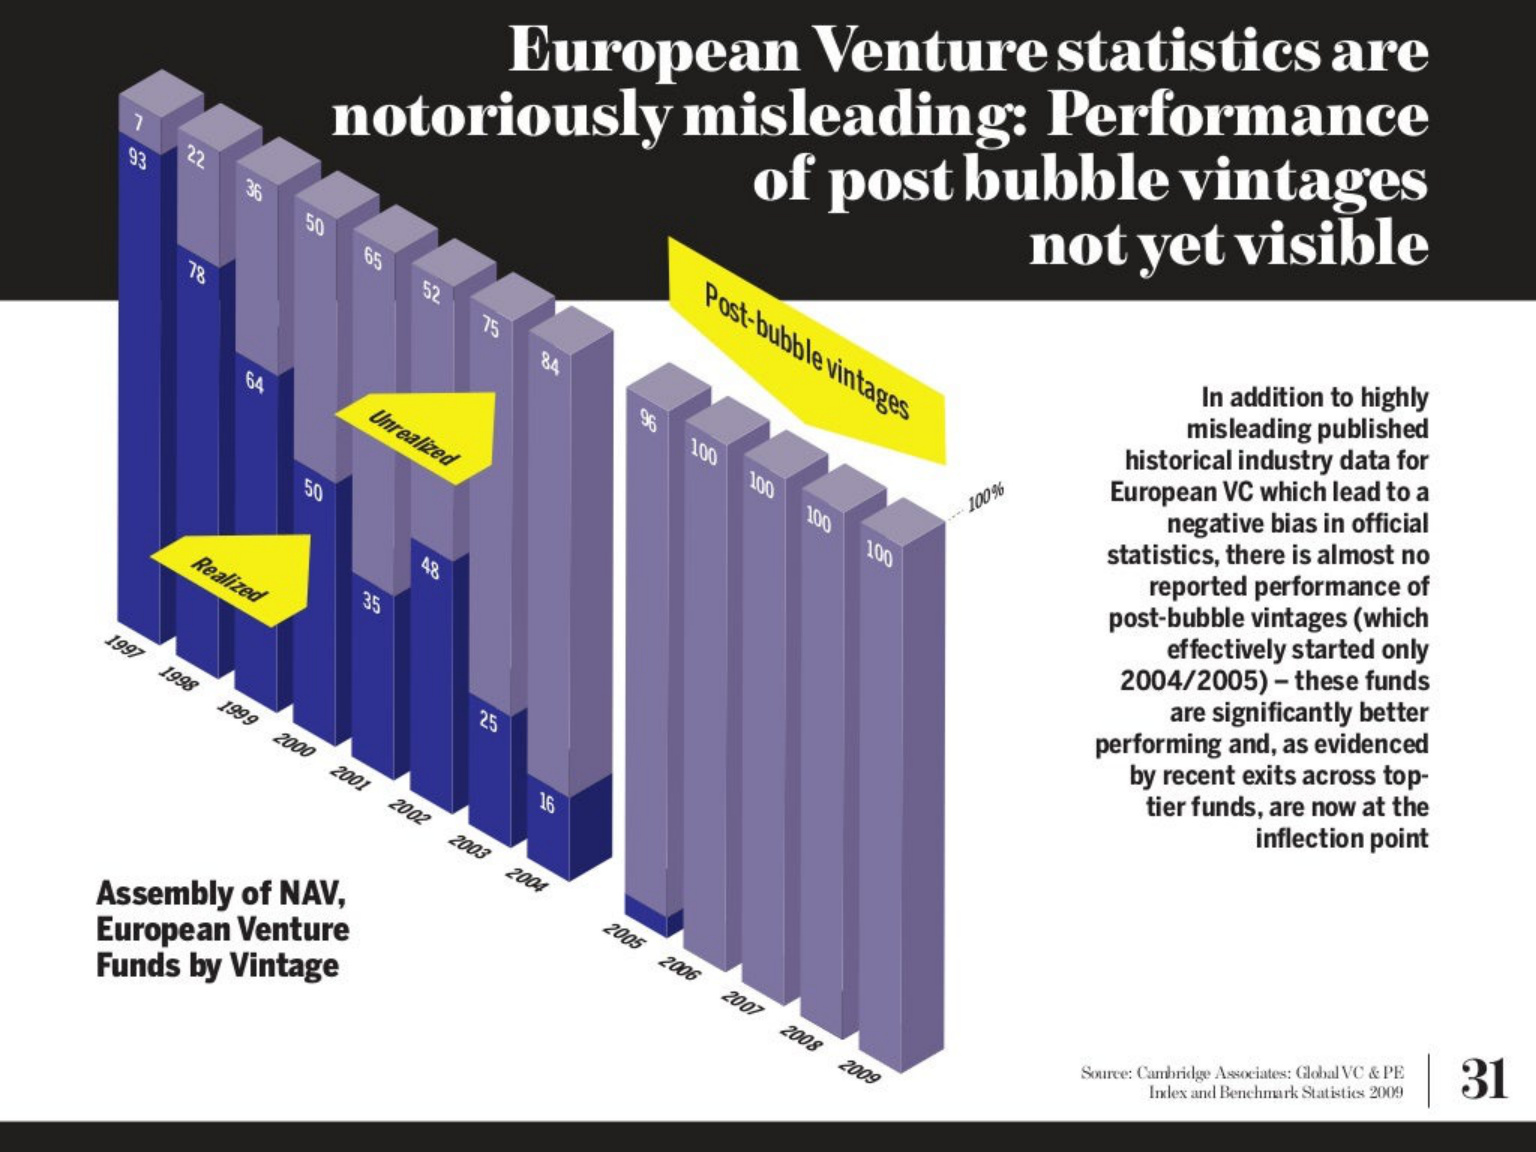 European Venture statistics are
notoriously misleading: Performance
of post bubble vintages
not yet visible
7
93
22
78
36
64
50
50
65
35
52
48
75
25
84
16
96
100
100
100
100
100%
Post-bubble vintages
Unrealized
Realized
1997
1998
1999
2000
2001
2002
2003
2004
2005
2006
2007
2008
2009
In addition to highly
misleading published
historical industry data for
European VC which lead to a
negative bias in official
statistics, there is almost no
reported performance of
post-bubble vintages (which
effectively started only
2004/2005) – these funds
are significantly better
performing and, as evidenced
by recent exits across top-
tier funds, are now at the
inflection point
Assembly of NAV,
European Venture
Funds by Vintage
Source: Cambridge Associates: Global VC & PE
Index and Benchmark Statistics 2009
31